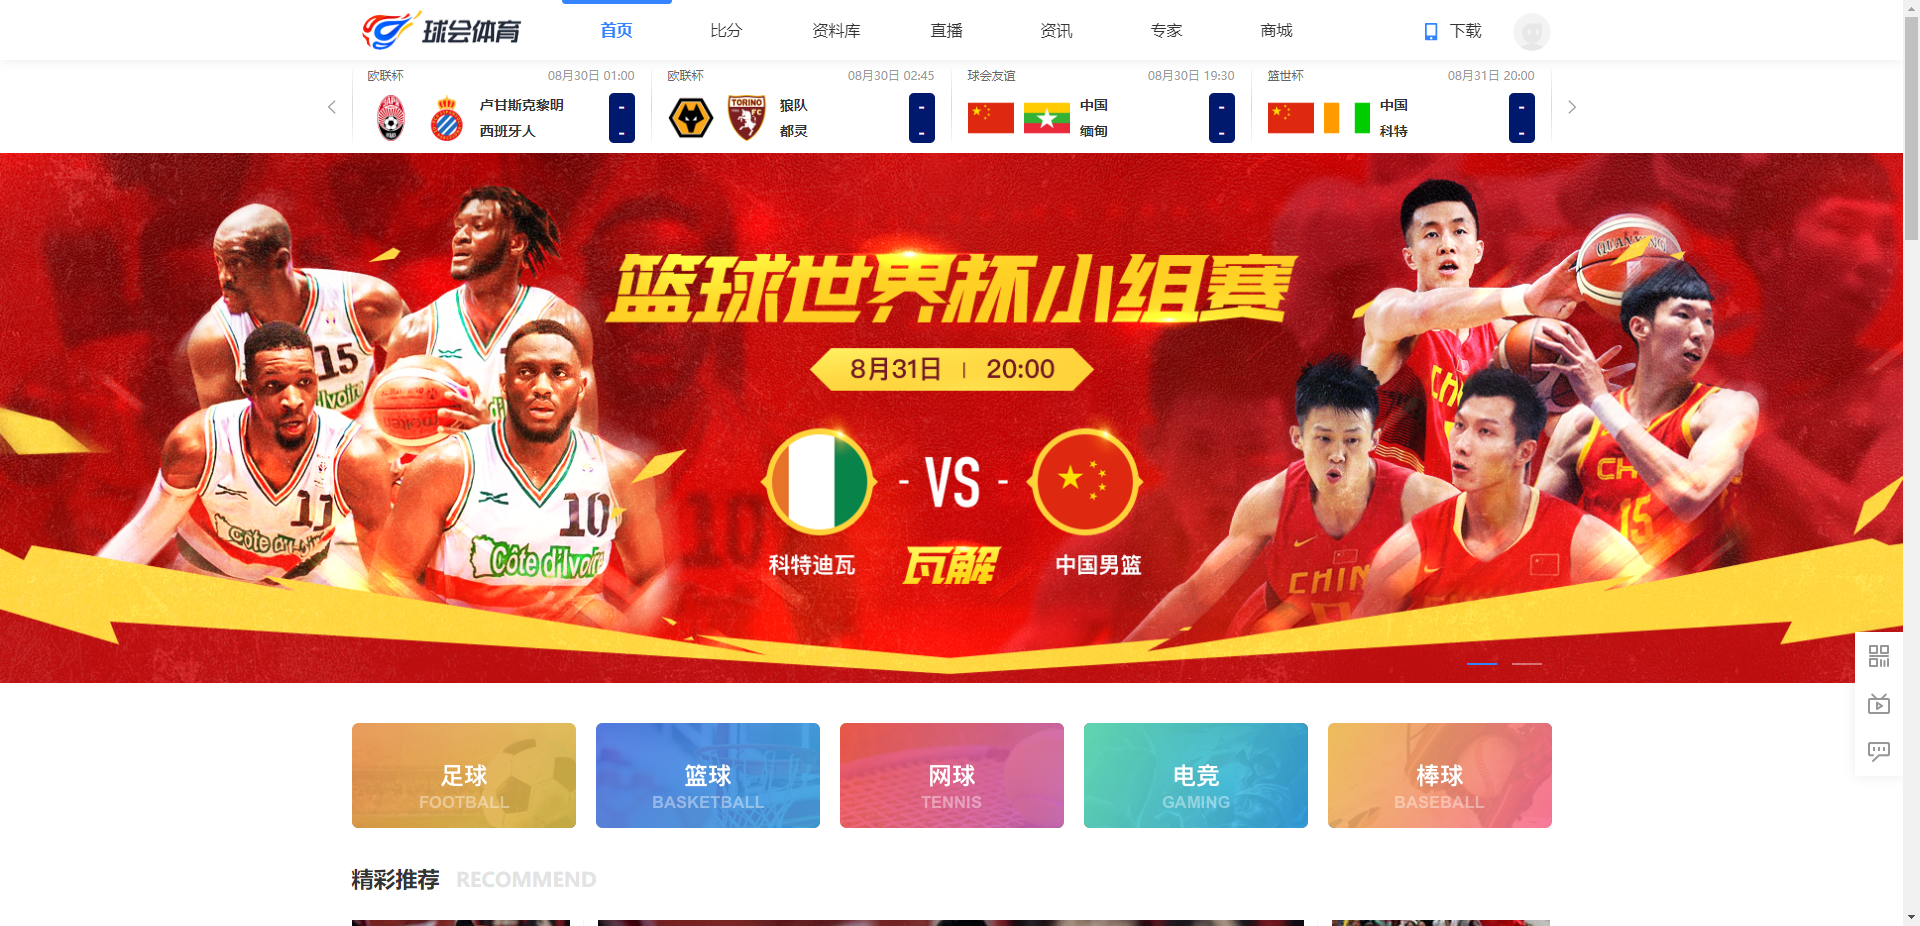 球会体育
首页
比分
资料库
直播
资讯
专家
商城
下载
欧联杯 08月30日 01:00
卢甘斯克黎明 -
西班牙人 -
欧联杯 08月30日 02:45
狼队 -
都灵 -
球会友谊 08月30日 19:30
中国 -
缅甸 -
篮世杯 08月31日 20:00
中国 -
科特 -
TORINO
篮球世界杯小组赛
8月31日 | 20:00
- VS -
科特迪瓦
瓦解
中国男篮
15
11
10
Côte d'Ivoire
15
足球
FOOTBALL
篮球
BASKETBALL
网球
TENNIS
电竞
GAMING
棒球
BASEBALL
精彩推荐 RECOMMEND